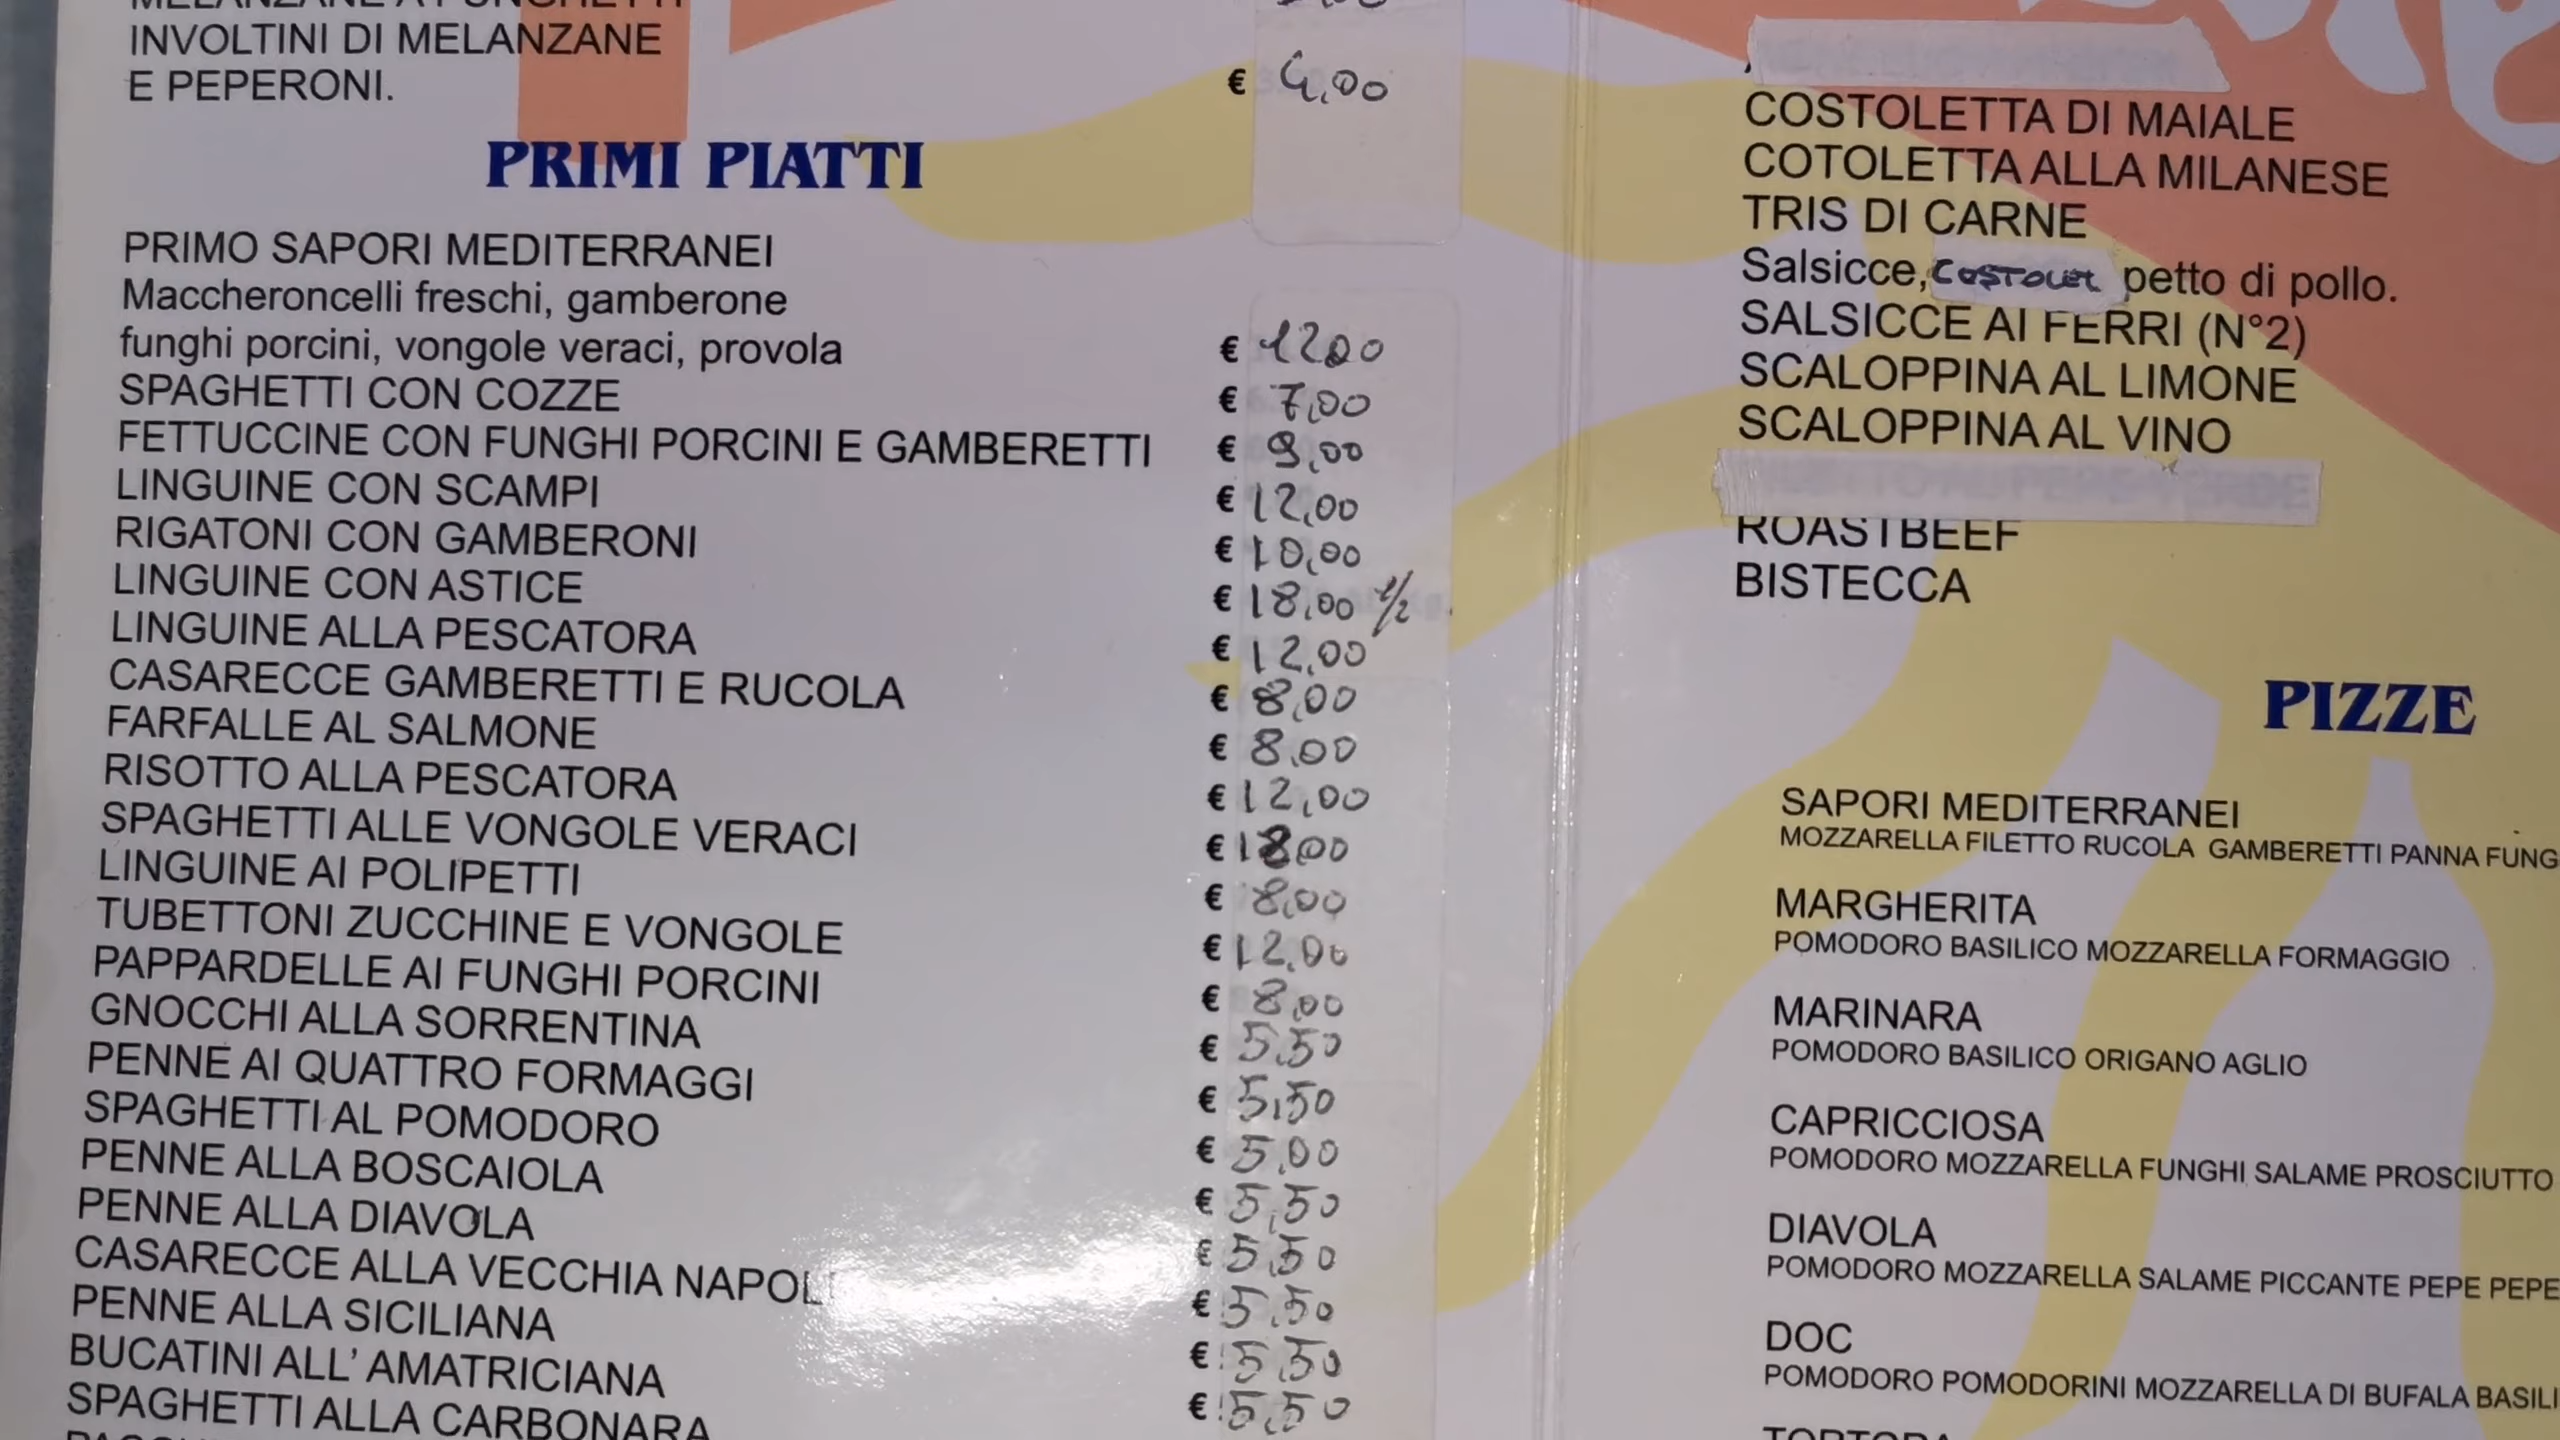 INVOLTINI DI MELANZANE
E PEPERONI. € 4,00
PRIMI PIATTI
PRIMO SAPORI MEDITERRANEI
Maccheroncelli freschi, gamberone
funghi porcini, vongole veraci, provola € 12,00
SPAGHETTI CON COZZE € 7,00
FETTUCCINE CON FUNGHI PORCINI E GAMBERETTI € 9,00
LINGUINE CON SCAMPI € 12,00
RIGATONI CON GAMBERONI € 10,00
LINGUINE CON ASTICE € 18,00 1/2
LINGUINE ALLA PESCATORA € 12,00
CASARECCE GAMBERETTI E RUCOLA € 8,00
FARFALLE AL SALMONE € 8,00
RISOTTO ALLA PESCATORA € 12,00
SPAGHETTI ALLE VONGOLE VERACI €
LINGUINE AI POLIPETTI € 8,00
TUBETTONI ZUCCHINE E VONGOLE € 12,00
PAPPARDELLE AI FUNGHI PORCINI € 8,00
GNOCCHI ALLA SORRENTINA € 5,50
PENNE AI QUATTRO FORMAGGI € 5,50
SPAGHETTI AL POMODORO € 5,00
PENNE ALLA BOSCAIOLA € 5,50
PENNE ALLA DIAVOLA € 5,50
CASARECCE ALLA VECCHIA NAPOLI € 5,50
PENNE ALLA SICILIANA € 5,50
BUCATINI ALL' AMATRICIANA € 5,50
SPAGHETTI ALLA CARBONARA
COSTOLETTA DI MAIALE
COTOLETTA ALLA MILANESE
TRIS DI CARNE
Salsicce, COSTOLET petto di pollo.
SALSICCE AI FERRI (N°2)
SCALOPPINA AL LIMONE
SCALOPPINA AL VINO
ROASTBEEF
BISTECCA
PIZZE
SAPORI MEDITERRANEI
MOZZARELLA FILETTO RUCOLA GAMBERETTI PANNA FUNG
MARGHERITA
POMODORO BASILICO MOZZARELLA FORMAGGIO
MARINARA
POMODORO BASILICO ORIGANO AGLIO
CAPRICCIOSA
POMODORO MOZZARELLA FUNGHI SALAME PROSCIUTTO
DIAVOLA
POMODORO MOZZARELLA SALAME PICCANTE PEPE PEPE
DOC
POMODORO POMODORINI MOZZARELLA DI BUFALA BASILI